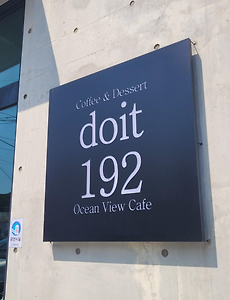 Coffee & Dessert
doit
192
Ocean View Cafe